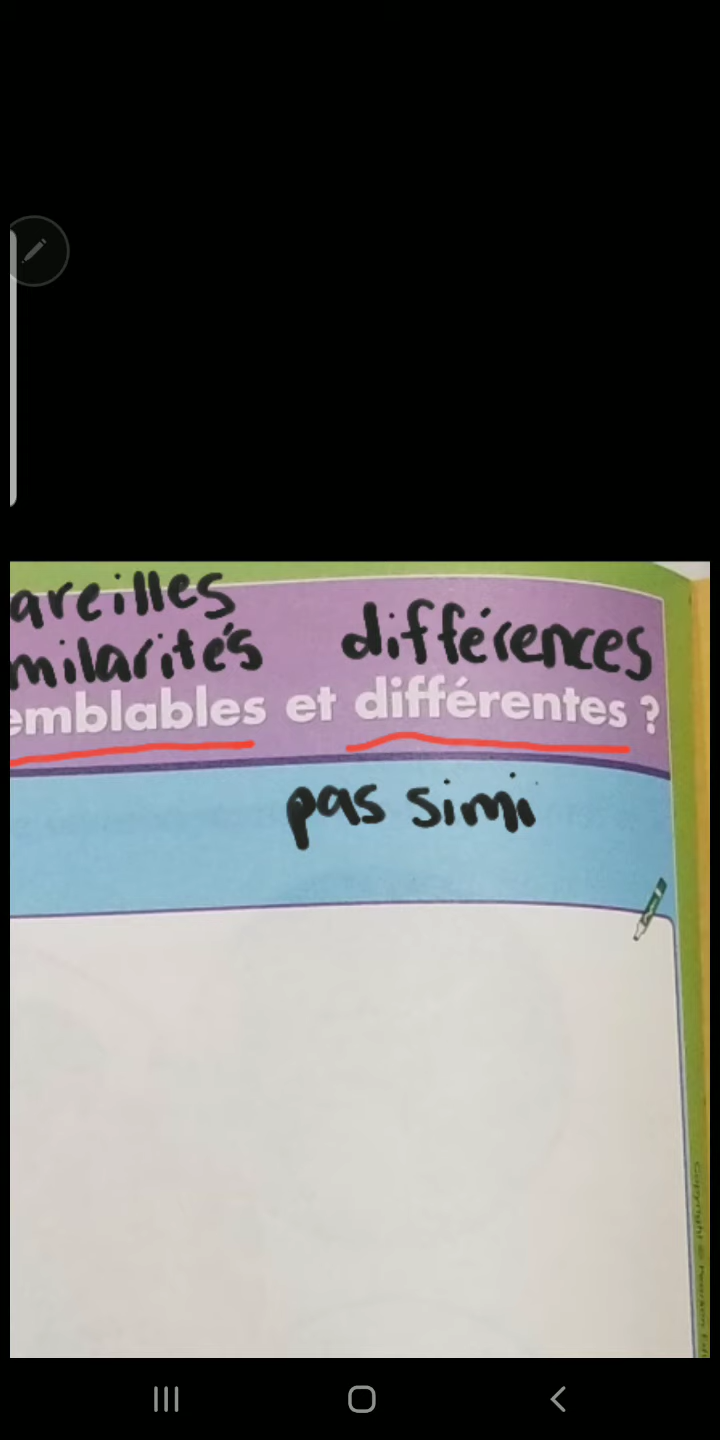 areilles
milarités
différences
emblables et différentes ?
pas simi